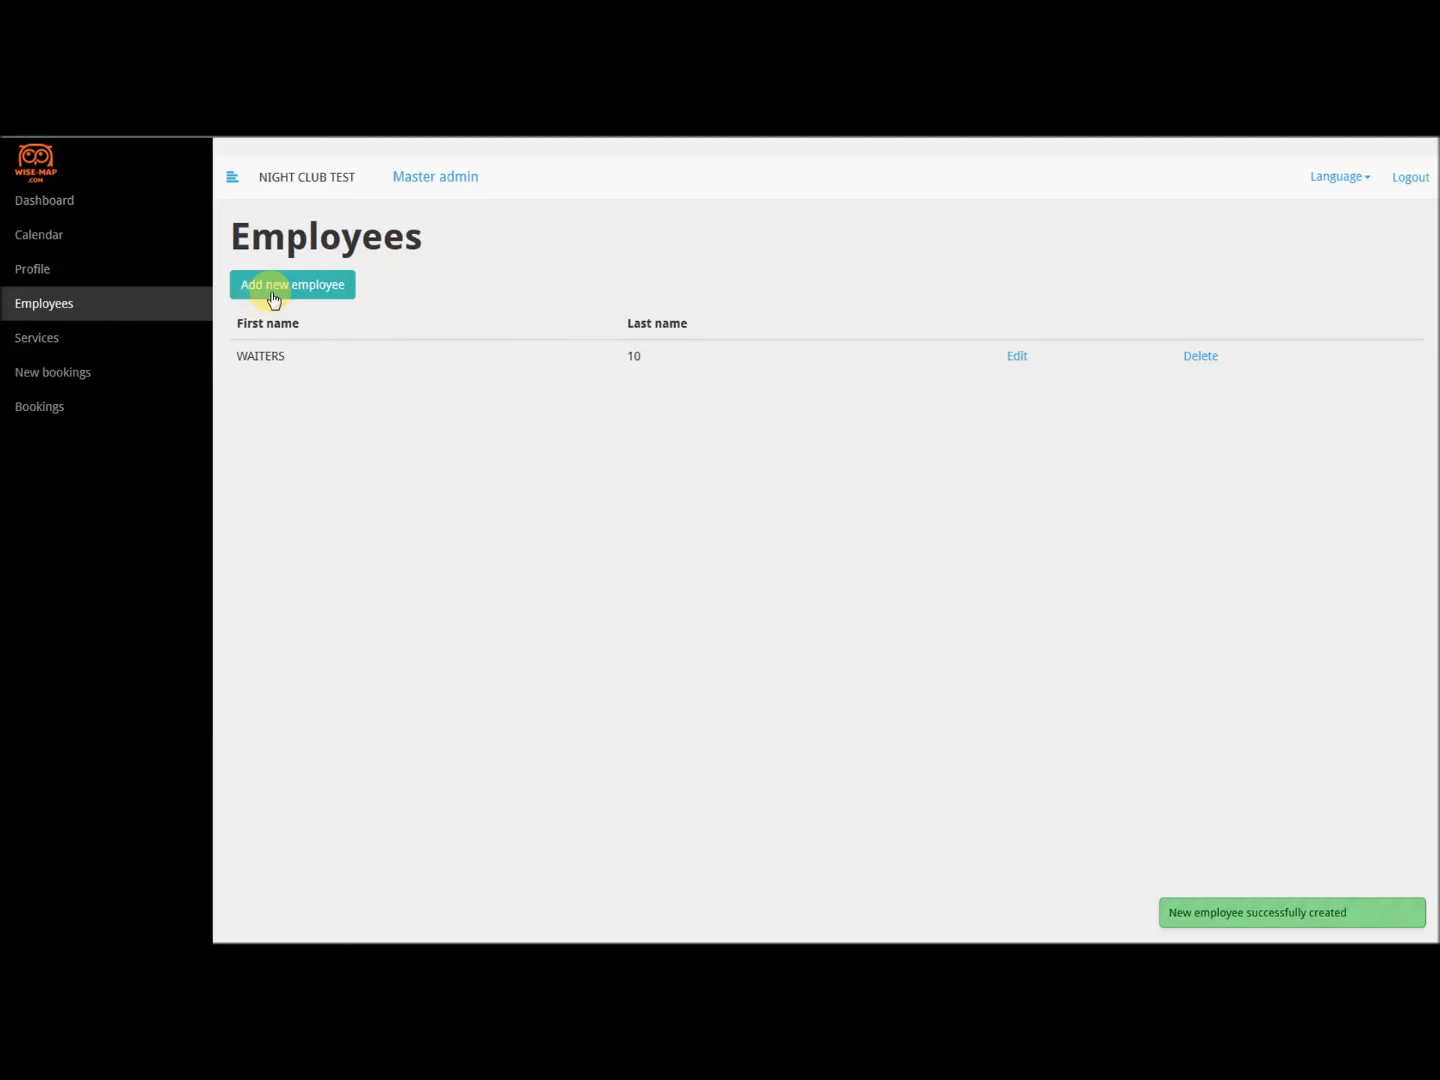 WISE-MAP
.COM
Dashboard
Calendar
Profile
Employees
Services
New bookings
Bookings
NIGHT CLUB TEST Master admin Language Logout
Employees
Add new employee
First name Last name
WAITERS 10 Edit Delete
New employee successfully created